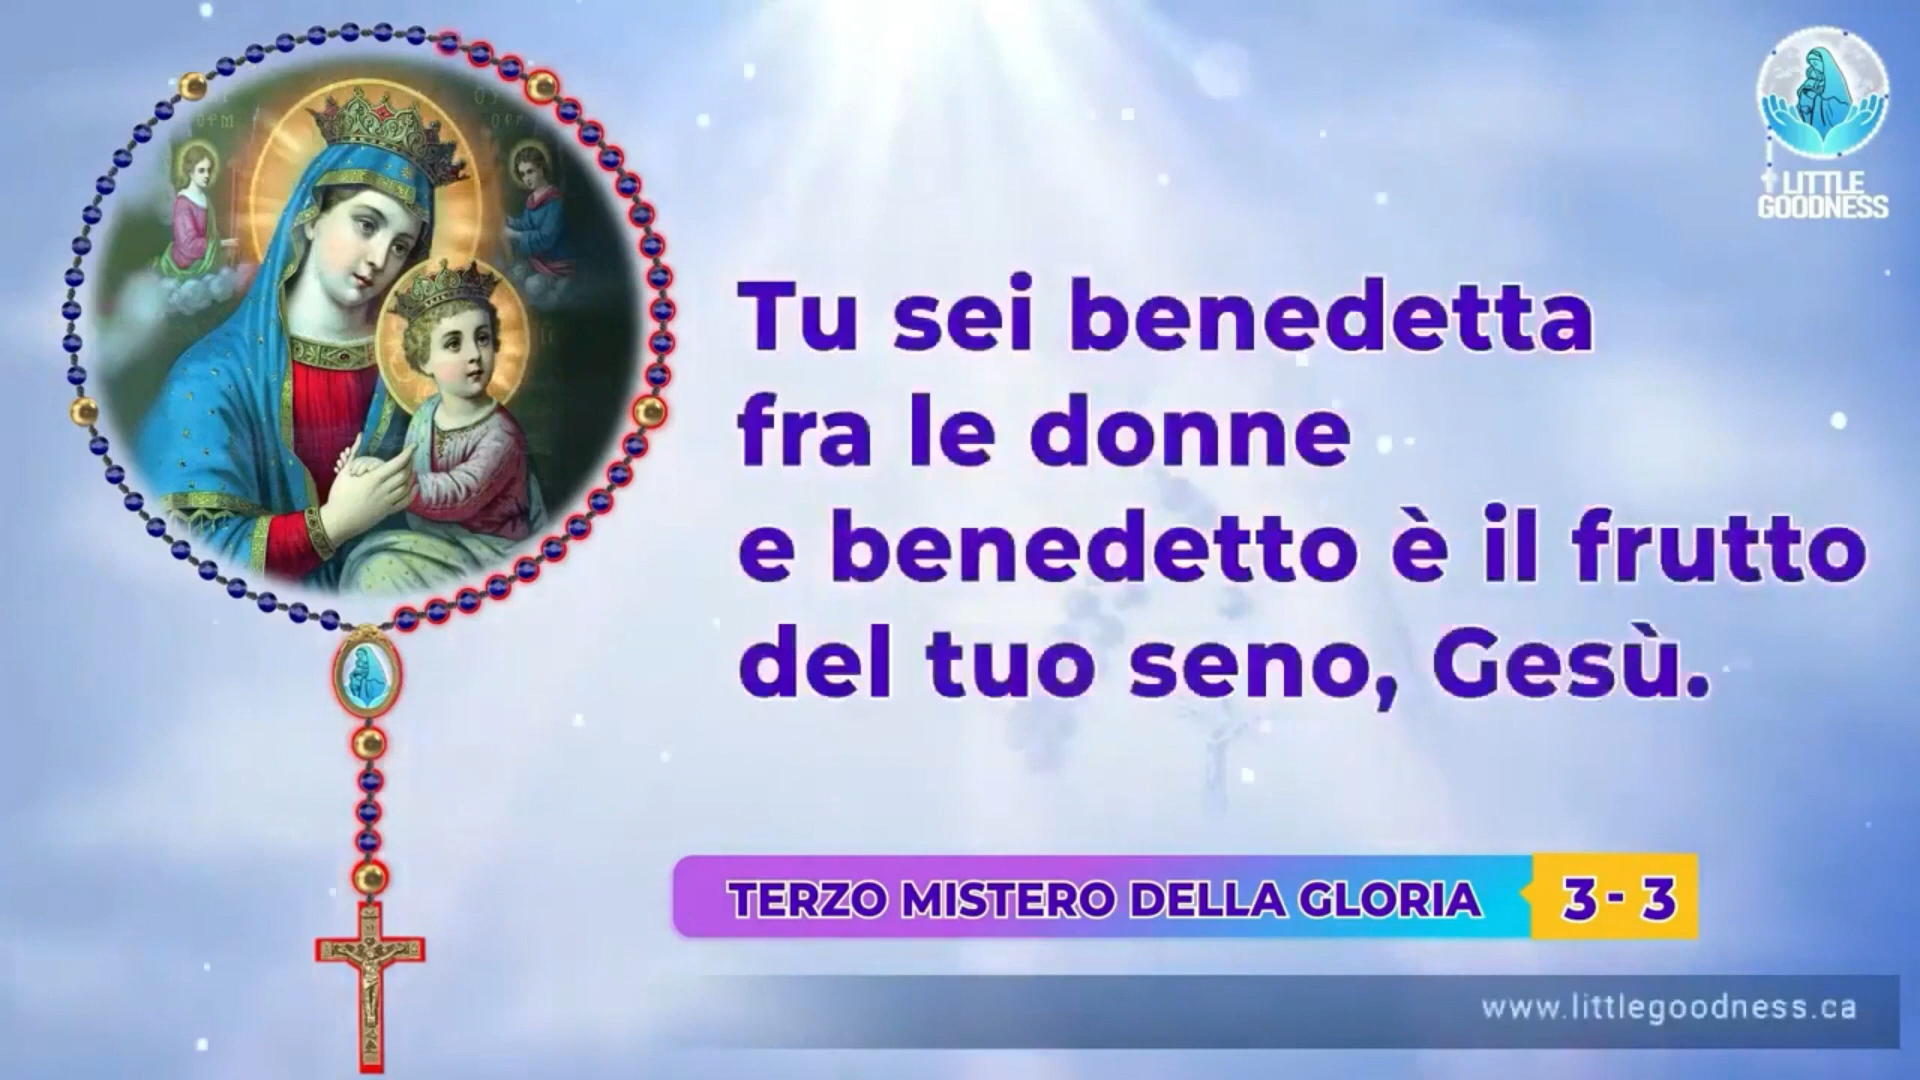 LITTLE
GOODNESS
Tu sei benedetta
fra le donne
e benedetto è il frutto
del tuo seno, Gesù.
TERZO MISTERO DELLA GLORIA 3 - 3
www.littlegoodness.ca